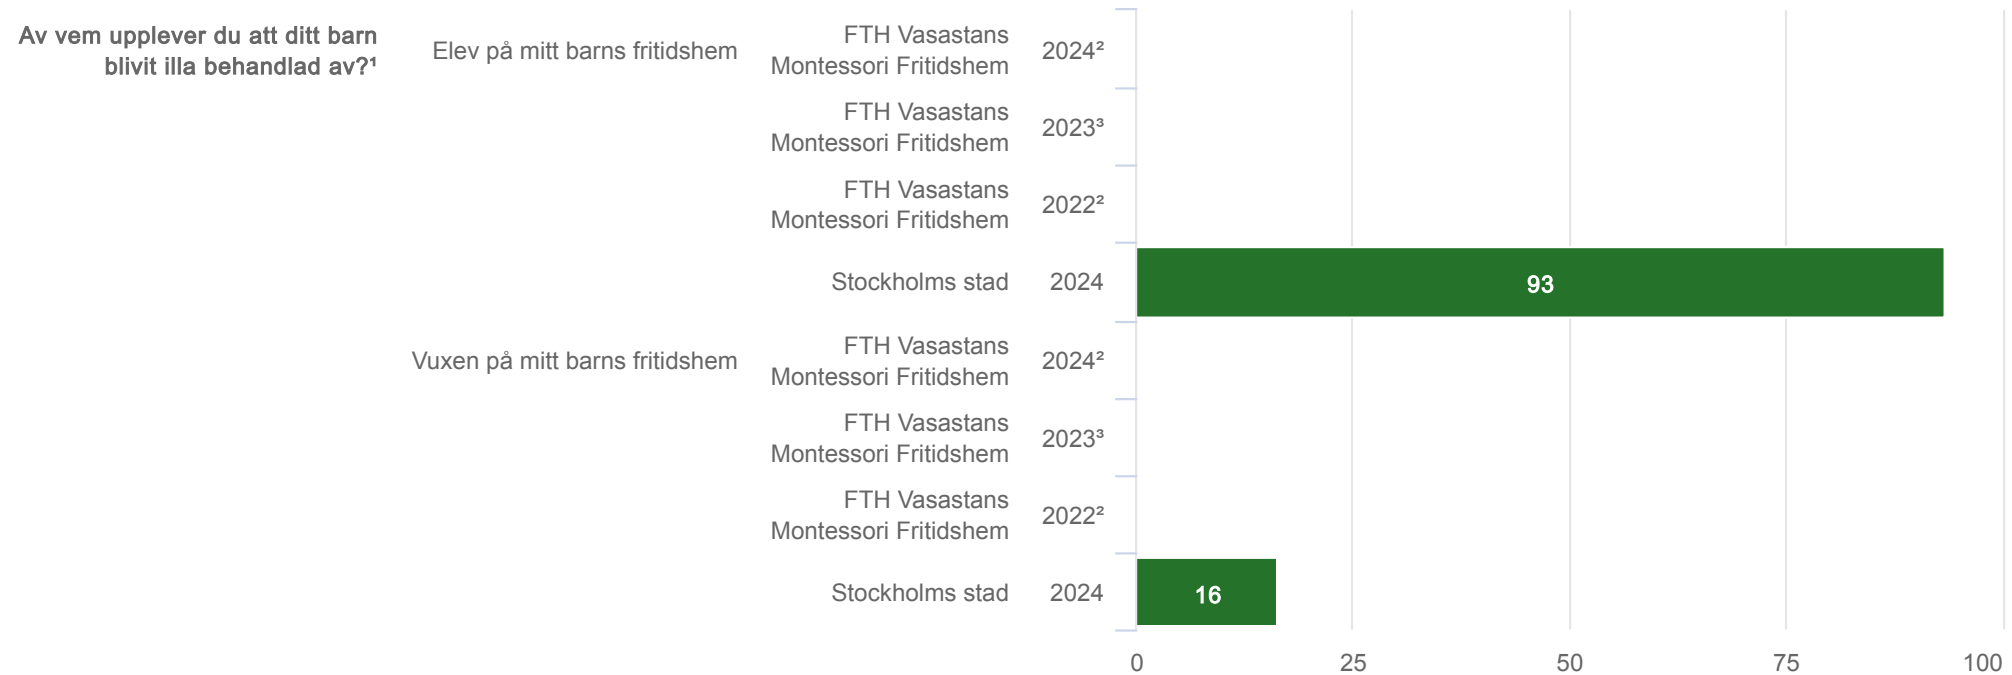 Av vem upplever du att ditt barn
blivit illa behandlad av?¹
Elev på mitt barns fritidshem
FTH Vasastans
Montessori Fritidshem
2024²
FTH Vasastans
Montessori Fritidshem
2023³
FTH Vasastans
Montessori Fritidshem
2022²
Stockholms stad
2024
93
Vuxen på mitt barns fritidshem
FTH Vasastans
Montessori Fritidshem
2024²
FTH Vasastans
Montessori Fritidshem
2023³
FTH Vasastans
Montessori Fritidshem
2022²
Stockholms stad
2024
16
0
25
50
75
100